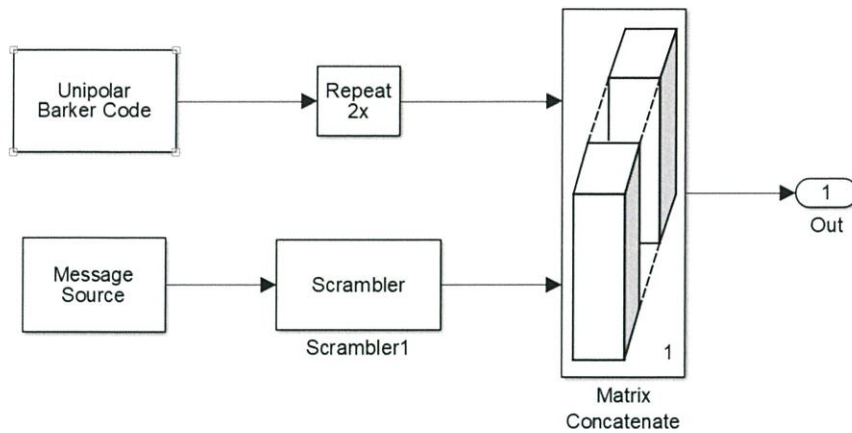 Unipolar
Barker Code
Repeat
2x
Message
Source
Scrambler
Scrambler1
1
Matrix
Concatenate
1
Out